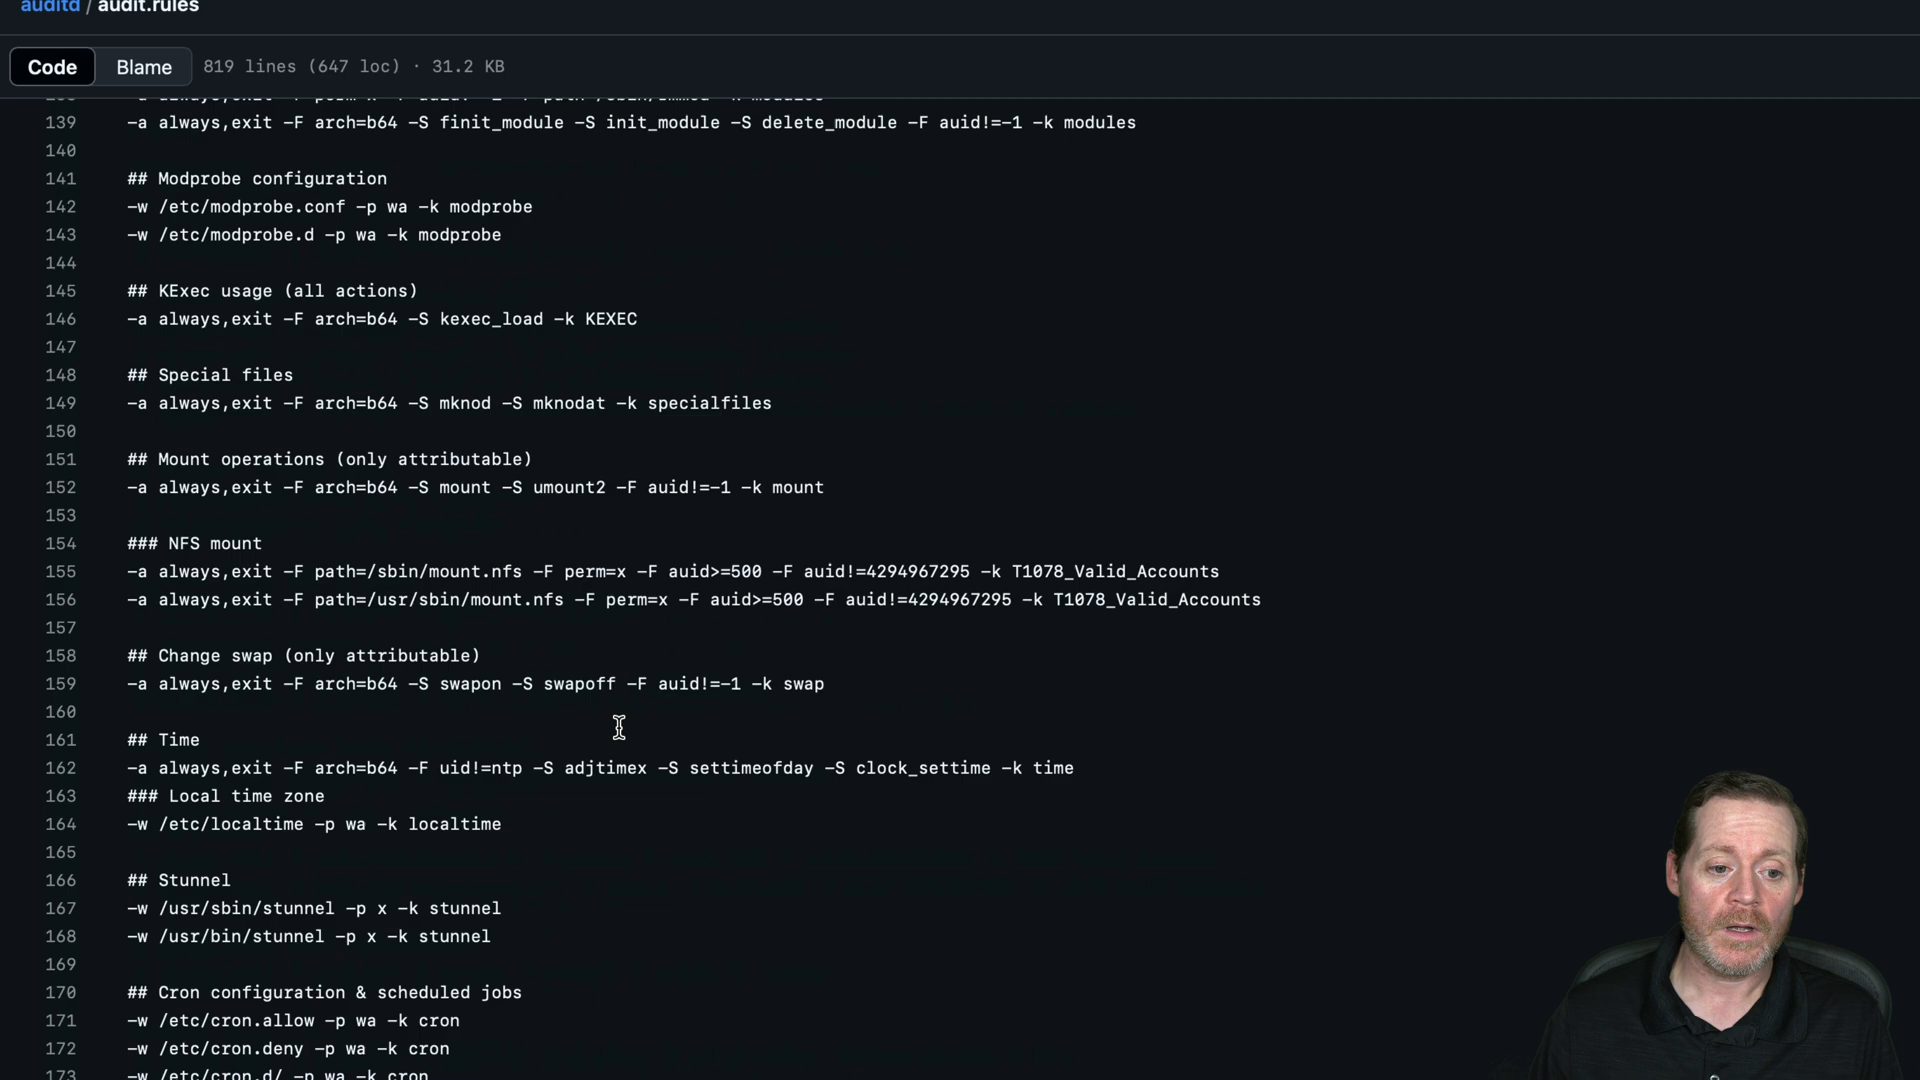 auditd / audit.rules
Code Blame 819 lines (647 loc) · 31.2 KB
139 -a always,exit -F arch=b64 -S finit_module -S init_module -S delete_module -F auid!=-1 -k modules
140
141 ## Modprobe configuration
142 -w /etc/modprobe.conf -p wa -k modprobe
143 -w /etc/modprobe.d -p wa -k modprobe
144
145 ## KExec usage (all actions)
146 -a always,exit -F arch=b64 -S kexec_load -k KEXEC
147
148 ## Special files
149 -a always,exit -F arch=b64 -S mknod -S mknodat -k specialfiles
150
151 ## Mount operations (only attributable)
152 -a always,exit -F arch=b64 -S mount -S umount2 -F auid!=-1 -k mount
153
154 ### NFS mount
155 -a always,exit -F path=/sbin/mount.nfs -F perm=x -F auid>=500 -F auid!=4294967295 -k T1078_Valid_Accounts
156 -a always,exit -F path=/usr/sbin/mount.nfs -F perm=x -F auid>=500 -F auid!=4294967295 -k T1078_Valid_Accounts
157
158 ## Change swap (only attributable)
159 -a always,exit -F arch=b64 -S swapon -S swapoff -F auid!=-1 -k swap
160
161 ## Time
162 -a always,exit -F arch=b64 -F uid!=ntp -S adjtimex -S settimeofday -S clock_settime -k time
163 ### Local time zone
164 -w /etc/localtime -p wa -k localtime
165
166 ## Stunnel
167 -w /usr/sbin/stunnel -p x -k stunnel
168 -w /usr/bin/stunnel -p x -k stunnel
169
170 ## Cron configuration & scheduled jobs
171 -w /etc/cron.allow -p wa -k cron
172 -w /etc/cron.deny -p wa -k cron
173 -w /etc/cron.d/ -p wa -k cron